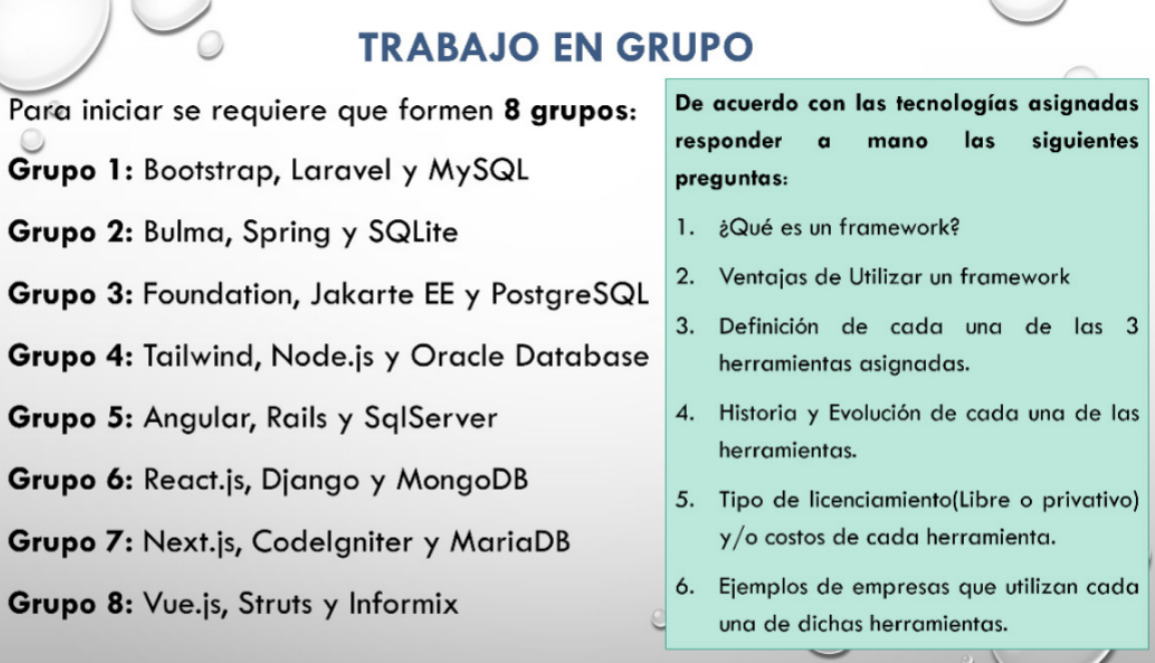 TRABAJO EN GRUPO
Para iniciar se requiere que formen 8 grupos:
Grupo 1: Bootstrap, Laravel y MySQL
Grupo 2: Bulma, Spring y SQLite
Grupo 3: Foundation, Jakarte EE y PostgreSQL
Grupo 4: Tailwind, Node.js y Oracle Database
Grupo 5: Angular, Rails y SqlServer
Grupo 6: React.js, Django y MongoDB
Grupo 7: Next.js, CodeIgniter y MariaDB
Grupo 8: Vue.js, Struts y Informix
De acuerdo con las tecnologías asignadas
responder a mano las siguientes
preguntas:
1. ¿Qué es un framework?
2. Ventajas de Utilizar un framework
3. Definición de cada una de las 3
herramientas asignadas.
4. Historia y Evolución de cada una de las
herramientas.
5. Tipo de licenciamiento(Libre o privativo)
y/o costos de cada herramienta.
6. Ejemplos de empresas que utilizan cada
una de dichas herramientas.